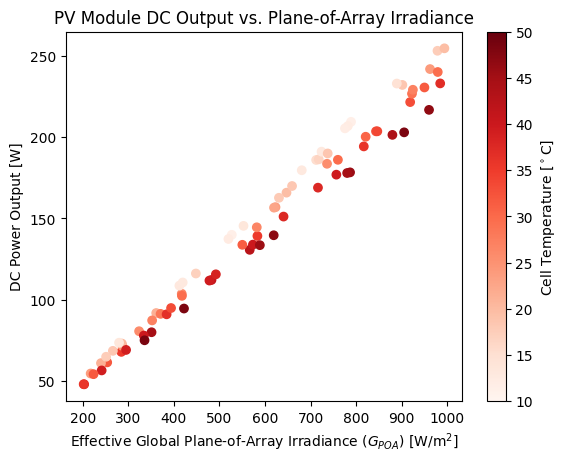 PV Module DC Output vs. Plane-of-Array Irradiance
250
200
150
100
50
DC Power Output [W]
200 300 400 500 600 700 800 900 1000
Effective Global Plane-of-Array Irradiance ($G_{POA}$) [W/m²]
50
45
40
35
30
25
20
15
10
Cell Temperature [°C]